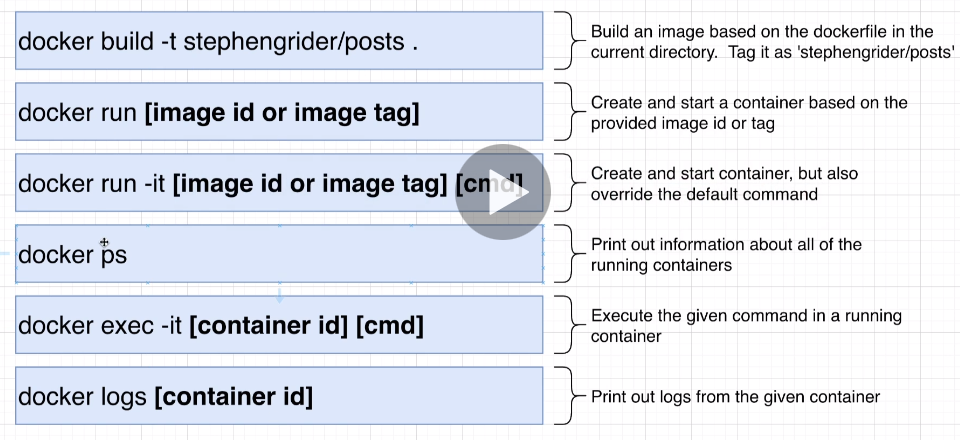 docker build -t stephengrider/posts .
Build an image based on the dockerfile in the
current directory. Tag it as 'stephengrider/posts'
docker run [image id or image tag]
Create and start a container based on the
provided image id or tag
docker run -it [image id or image tag] [cmd]
Create and start container, but also
override the default command
docker ps
Print out information about all of the
running containers
docker exec -it [container id] [cmd]
Execute the given command in a running
container
docker logs [container id]
Print out logs from the given container